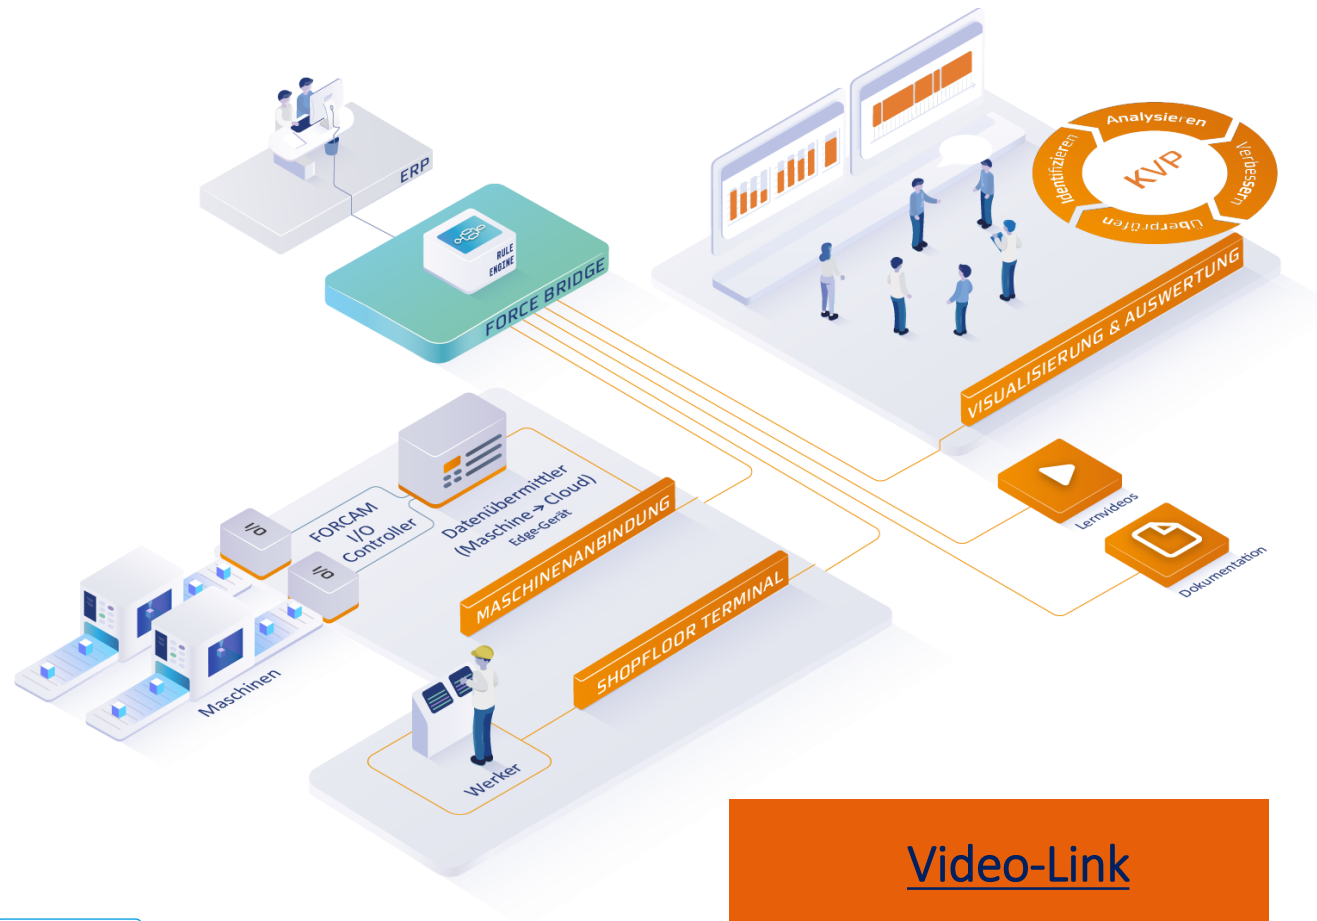 ERP
RULE
ENGINE
FORCE BRIDGE
Analysieren
Verbessern
Überprüfen
Identifizieren
KVP
VISUALISIERUNG & AUSWERTUNG
I/O
I/O
FORCAM
I/O
Controller
Datenübermittler
(Maschine → Cloud)
Edge-Gerät
MASCHINENANBINDUNG
SHOPFLOOR TERMINAL
Lernvideos
Dokumentation
Maschinen
Werker
Video-Link